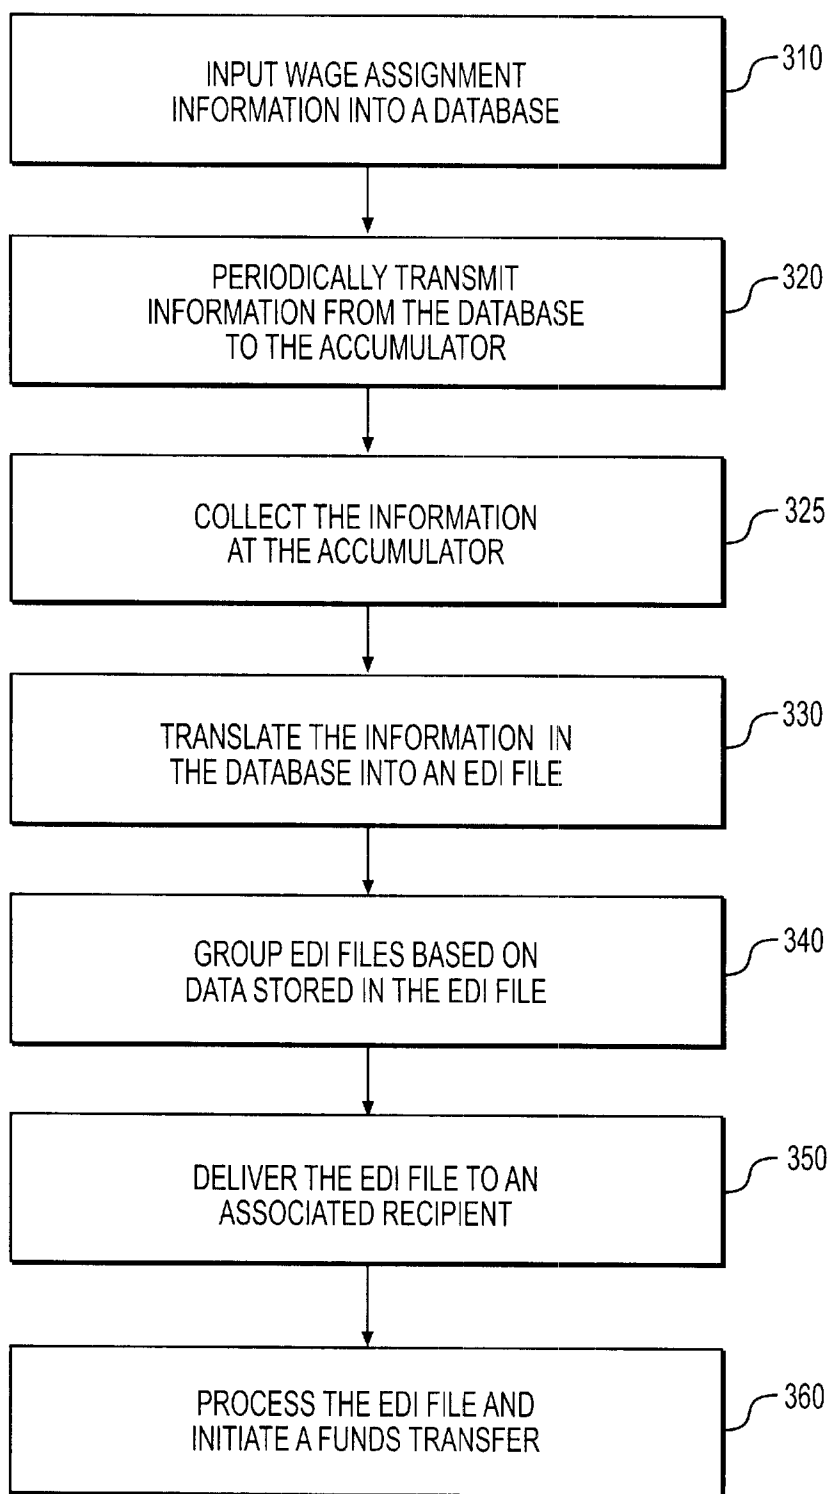 INPUT WAGE ASSIGNMENT
INFORMATION INTO A DATABASE
310
PERIODICALLY TRANSMIT
INFORMATION FROM THE DATABASE
TO THE ACCUMULATOR
320
COLLECT THE INFORMATION
AT THE ACCUMULATOR
325
TRANSLATE THE INFORMATION IN
THE DATABASE INTO AN EDI FILE
330
GROUP EDI FILES BASED ON
DATA STORED IN THE EDI FILE
340
DELIVER THE EDI FILE TO AN
ASSOCIATED RECIPIENT
350
PROCESS THE EDI FILE AND
INITIATE A FUNDS TRANSFER
360